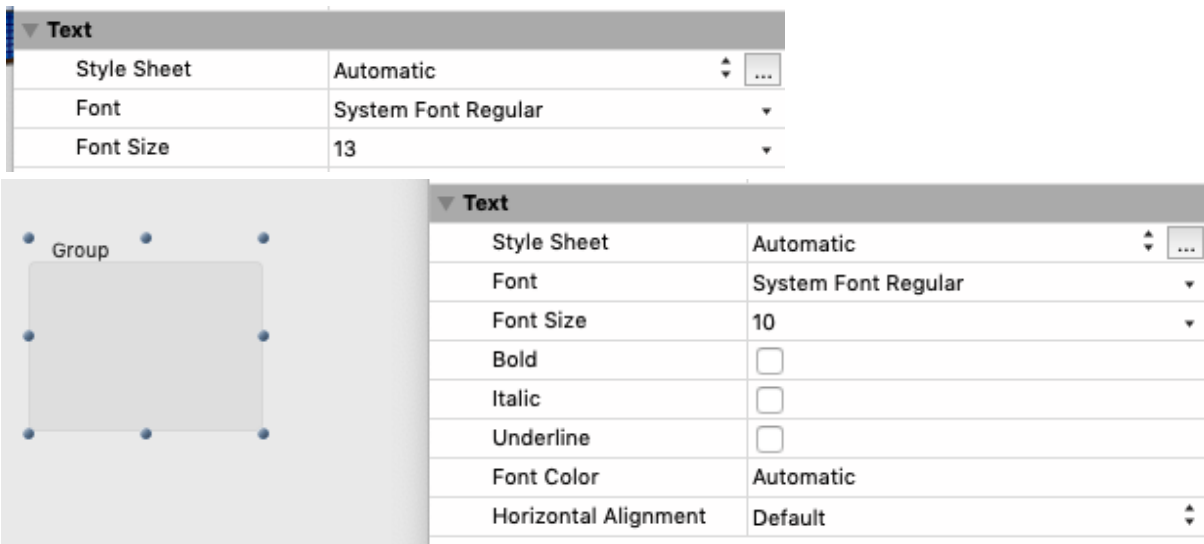 Text
Style Sheet Automatic ...
Font System Font Regular
Font Size 13
Group
Text
Style Sheet Automatic ...
Font System Font Regular
Font Size 10
Bold
Italic
Underline
Font Color Automatic
Horizontal Alignment Default